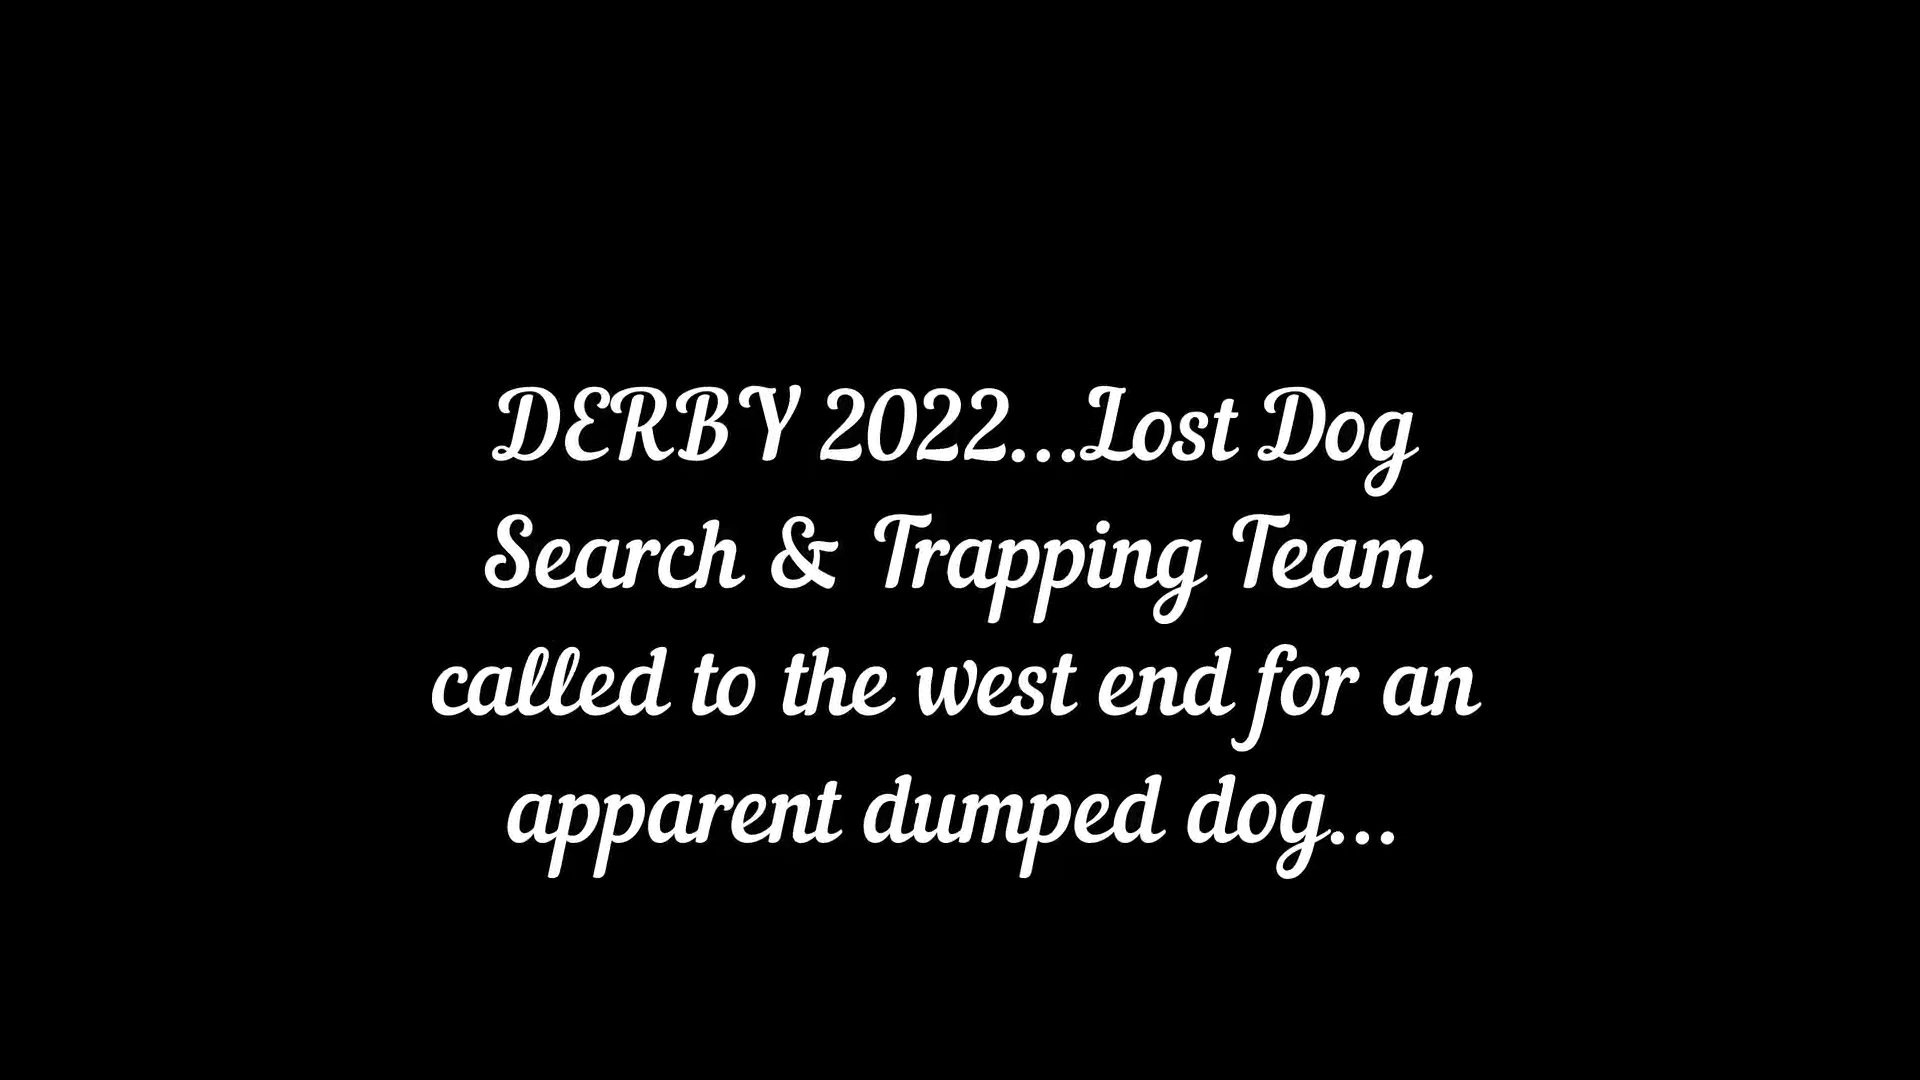 DERBY 2022...Lost Dog
Search & Trapping Team
called to the west end for an
apparent dumped dog...